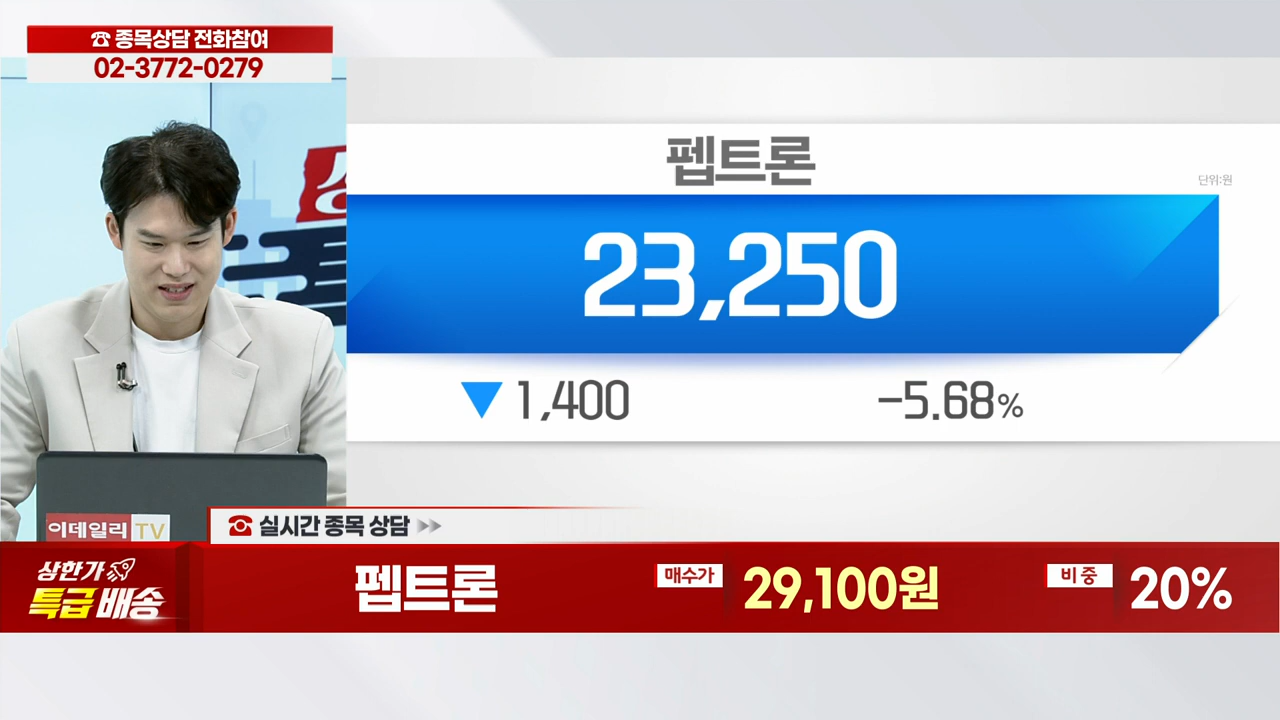 ☎ 종목상담 전화참여
02-3772-0279
펩트론
단위:원
23,250
▼ 1,400
-5.68%
이데일리 TV
☎ 실시간 종목 상담 ▶▶
상한가
특급 배송
펩트론
매수가 29,100원
비중 20%